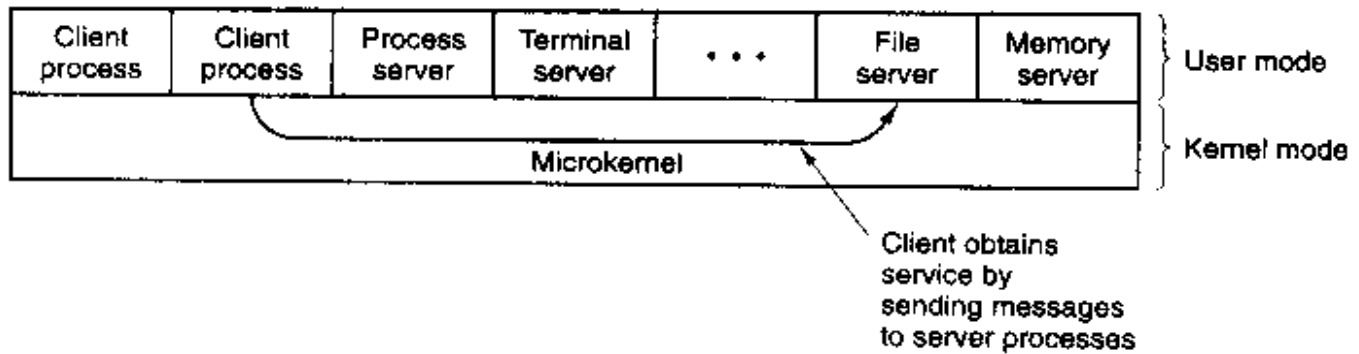 Client
process
Client
process
Process
server
Terminal
server
• • •
File
server
Memory
server
User mode
Microkernel
Kernel mode
Client obtains
service by
sending messages
to server processes